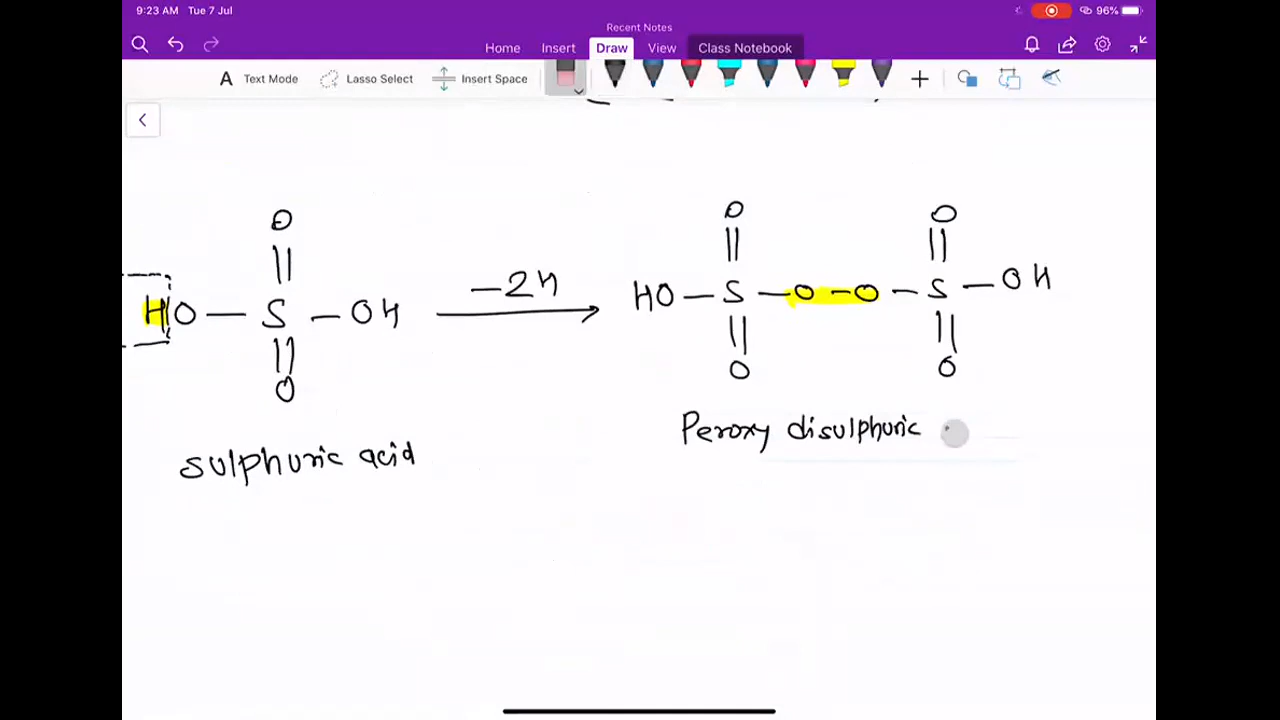 9:23 AM Tue 7 Jul
96%
Recent Notes
Home Insert Draw View Class Notebook
A Text Mode Lasso Select Insert Space
O O O
HO — S — OH —2H HO — S — O — O — S — OH
O O O
Peroxy disulphuric
sulphuric acid